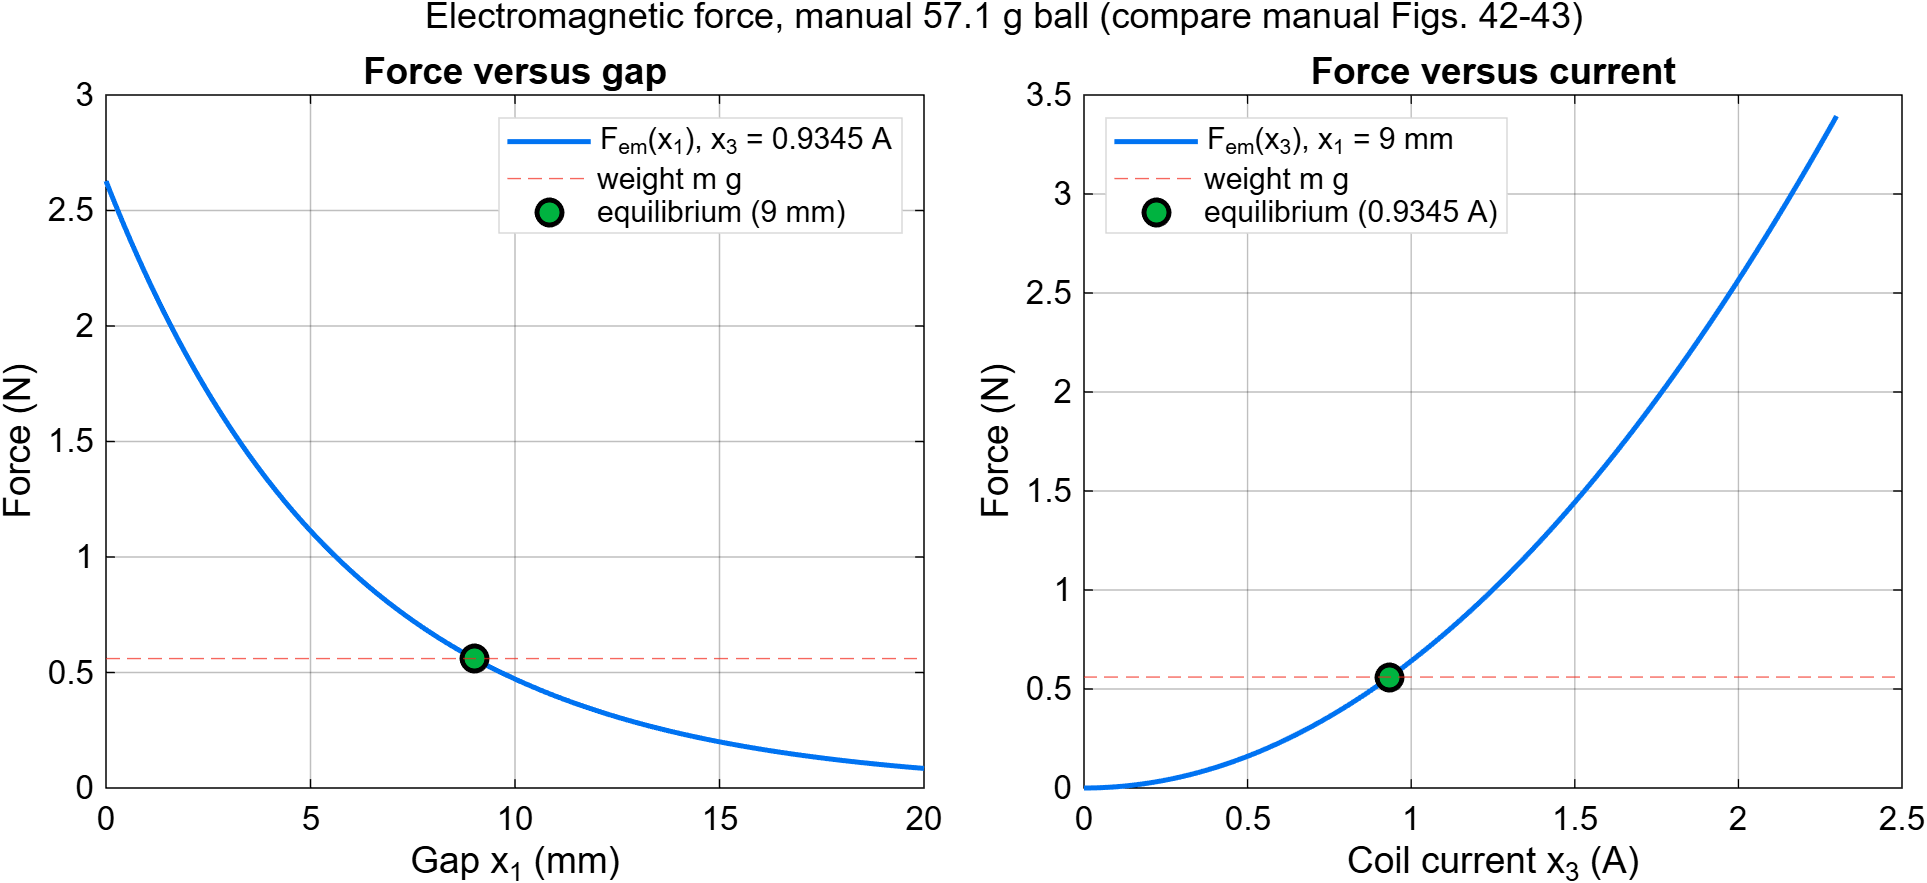 Electromagnetic force, manual 57.1 g ball (compare manual Figs. 42-43)
Force versus gap
3
2.5
2
1.5
1
0.5
0
Force (N)
F_em(x_1), x_3 = 0.9345 A
weight m g
equilibrium (9 mm)
0 5 10 15 20
Gap x_1 (mm)
Force versus current
3.5
3
2.5
2
1.5
1
0.5
0
Force (N)
F_em(x_3), x_1 = 9 mm
weight m g
equilibrium (0.9345 A)
0 0.5 1 1.5 2 2.5
Coil current x_3 (A)